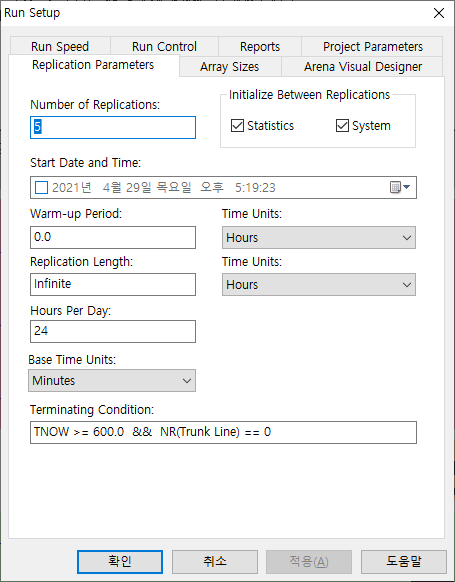 Run Setup
Run Speed Run Control Reports Project Parameters
Replication Parameters Array Sizes Arena Visual Designer
Number of Replications:
5
Initialize Between Replications
Statistics System
Start Date and Time:
2021년 4월 29일 목요일 오후 5:19:23
Warm-up Period: Time Units:
0.0 Hours
Replication Length: Time Units:
Infinite Hours
Hours Per Day:
24
Base Time Units:
Minutes
Terminating Condition:
TNOW >= 600.0 && NR(Trunk Line) == 0
확인 취소 적용(A) 도움말